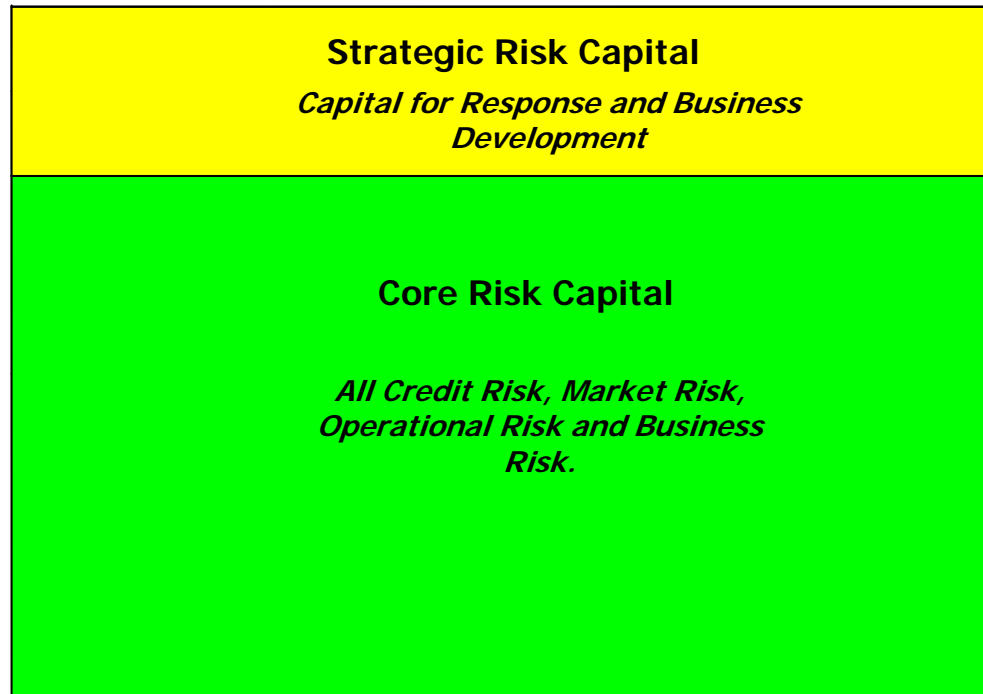 Strategic Risk Capital
Capital for Response and Business
Development
Core Risk Capital
All Credit Risk, Market Risk,
Operational Risk and Business
Risk.